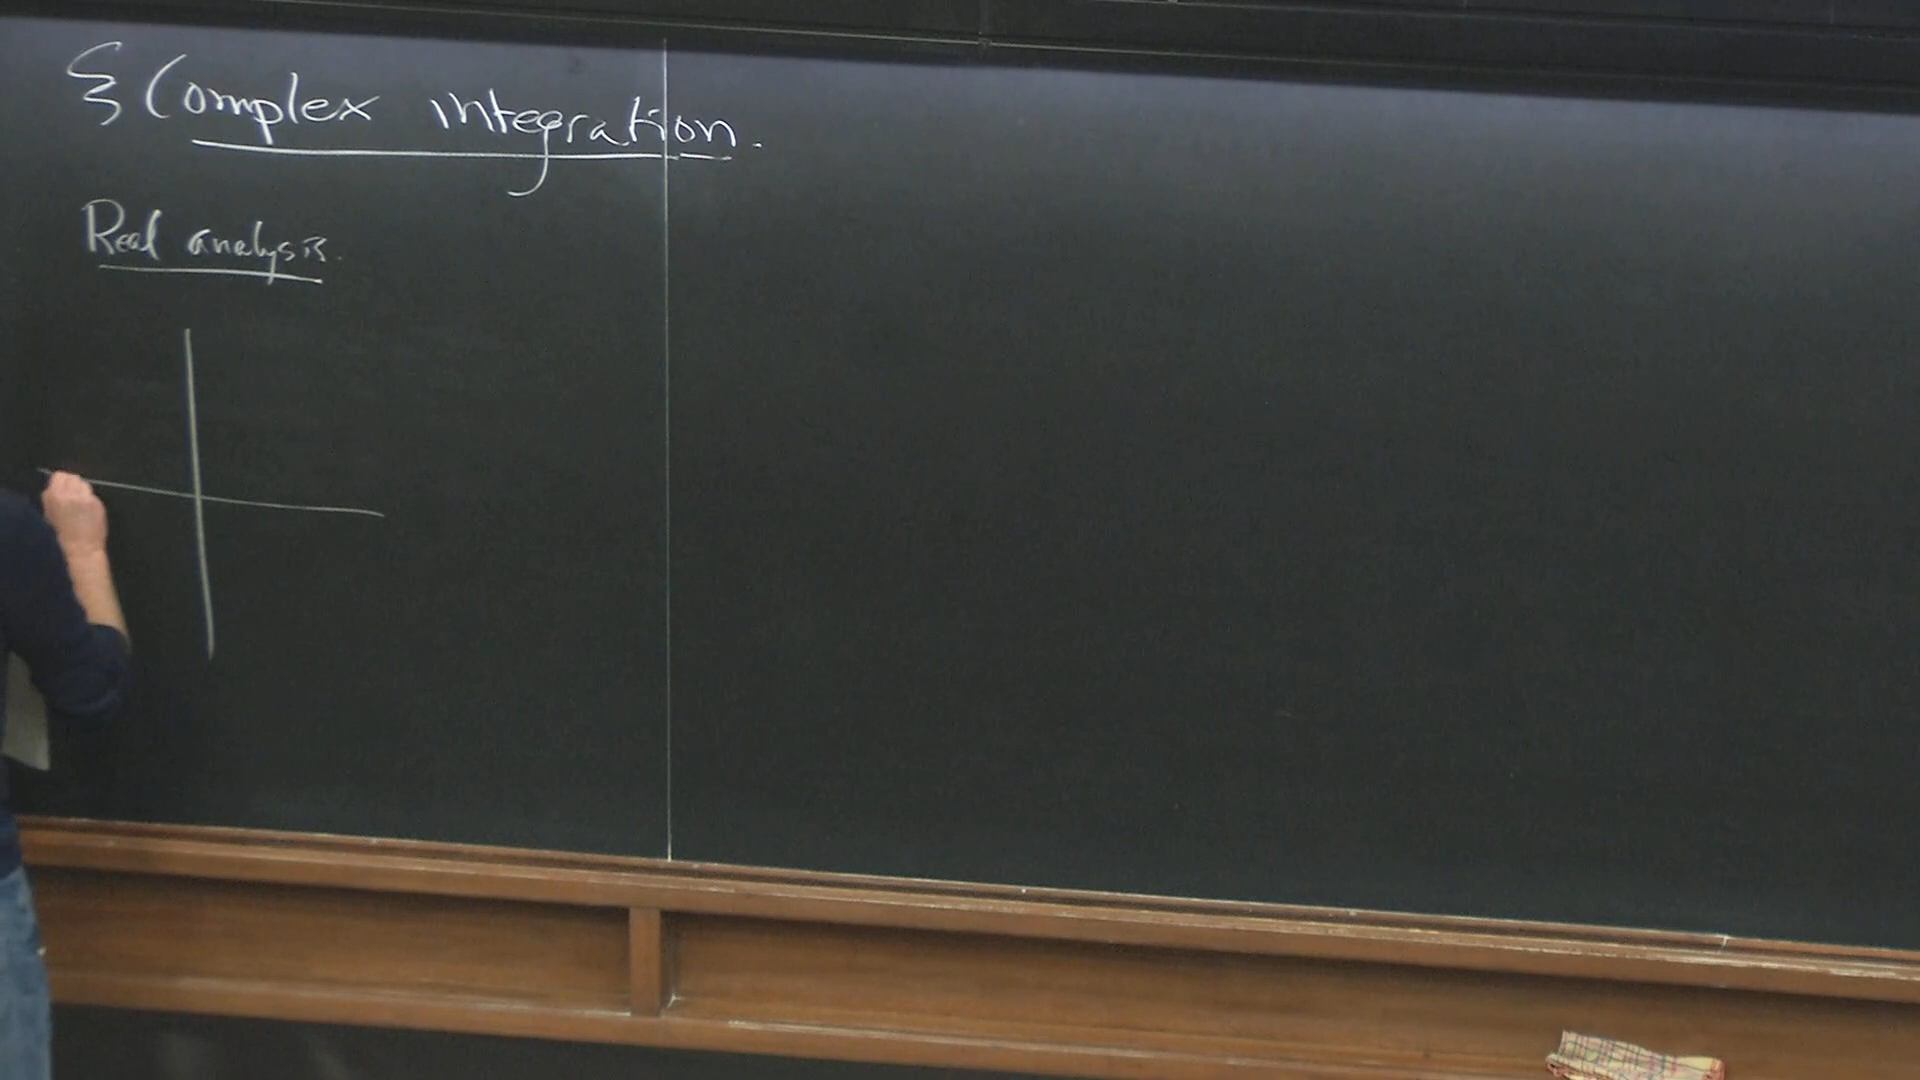 § Complex integration.
Real analysis.